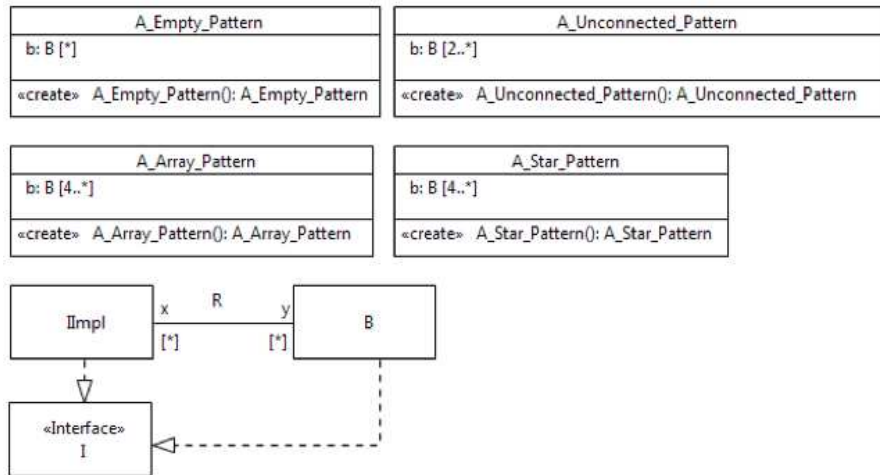 A_Empty_Pattern
b: B [*]
«create» A_Empty_Pattern(): A_Empty_Pattern
A_Unconnected_Pattern
b: B [2..*]
«create» A_Unconnected_Pattern(): A_Unconnected_Pattern
A_Array_Pattern
b: B [4..*]
«create» A_Array_Pattern(): A_Array_Pattern
A_Star_Pattern
b: B [4..*]
«create» A_Star_Pattern(): A_Star_Pattern
IImpl
x R y
[*] [*]
B
«Interface»
I